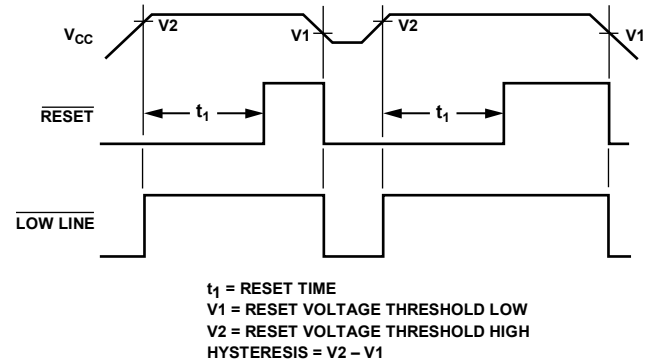 V2 V1 V2 V1
VCC
RESET t1 t1
LOW LINE
t1 = RESET TIME
V1 = RESET VOLTAGE THRESHOLD LOW
V2 = RESET VOLTAGE THRESHOLD HIGH
HYSTERESIS = V2 – V1